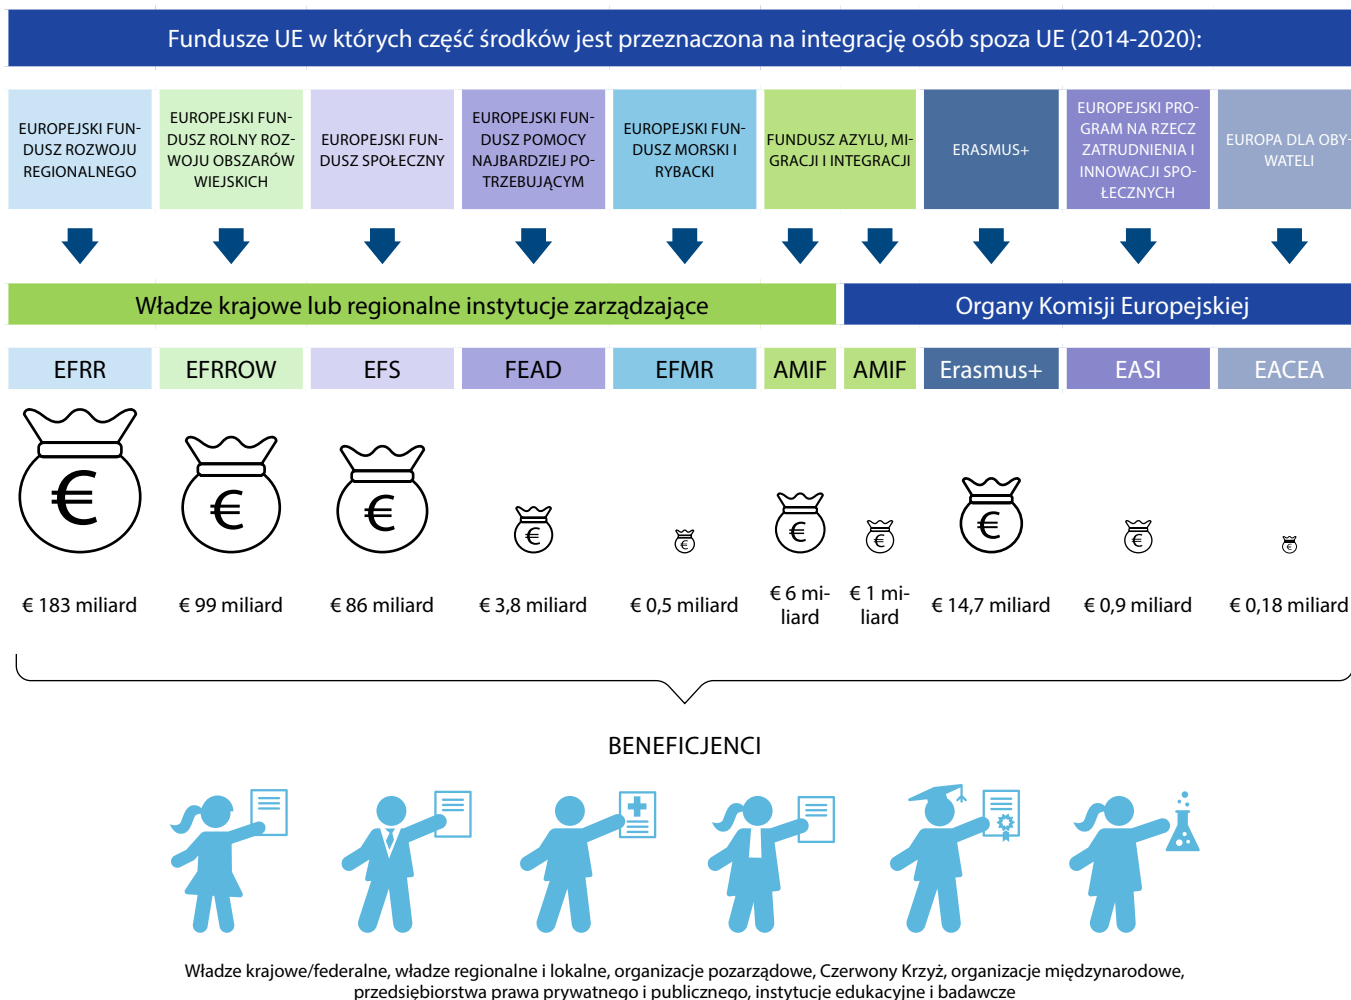 Fundusze UE w których część środków jest przeznaczona na integrację osób spoza UE (2014-2020):
EUROPEJSKI FUN-
DUSZ ROZWOJU
REGIONALNEGO
EUROPEJSKI FUN-
DUSZ ROLNY ROZ-
WOJU OBSZARÓW
WIEJSKICH
EUROPEJSKI FUN-
DUSZ SPOŁECZNY
EUROPEJSKI FUN-
DUSZ POMOCY
NAJBARDZIEJ PO-
TRZEBUJĄCYM
EUROPEJSKI FUN-
DUSZ MORSKI I
RYBACKI
FUNDUSZ AZYLU, MI-
GRACJI I INTEGRACJI
ERASMUS+
EUROPEJSKI PRO-
GRAM NA RZECZ
ZATRUDNIENIA I
INNOWACJI SPO-
ŁECZNYCH
EUROPA DLA OBY-
WATELI
Władze krajowe lub regionalne instytucje zarządzające
Organy Komisji Europejskiej
EFRR
EFRROW
EFS
FEAD
EFMR
AMIF
AMIF
Erasmus+
EASI
EACEA
€
€
€
€
€
€
€
€
€
€
€ 183 miliard
€ 99 miliard
€ 86 miliard
€ 3,8 miliard
€ 0,5 miliard
€ 6 mi-
liard
€ 1 mi-
liard
€ 14,7 miliard
€ 0,9 miliard
€ 0,18 miliard
BENEFICJENCI
Władze krajowe/federalne, władze regionalne i lokalne, organizacje pozarządowe, Czerwony Krzyż, organizacje międzynarodowe,
przedsiębiorstwa prawa prywatnego i publicznego, instytucje edukacyjne i badawcze